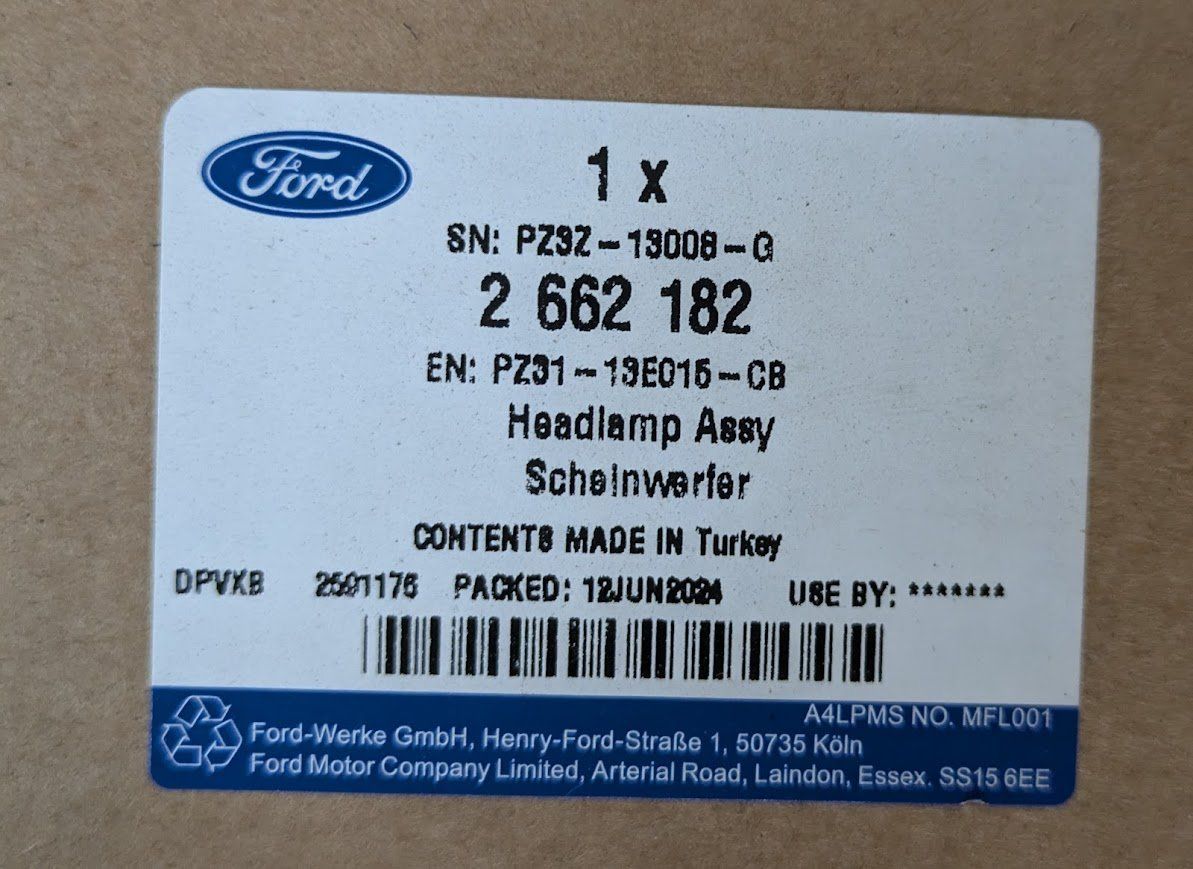 Ford
1 x
SN: PZ3Z-13008-G
2 662 182
EN: PZ31-13E015-CB
Headlamp Assy
Scheinwerfer
CONTENTS MADE IN Turkey
DPVXB 2591176 PACKED: 12JUN2024 USE BY: *******
A4LPMS NO. MFL001
Ford-Werke GmbH, Henry-Ford-Straße 1, 50735 Köln
Ford Motor Company Limited, Arterial Road, Laindon, Essex. SS15 6EE